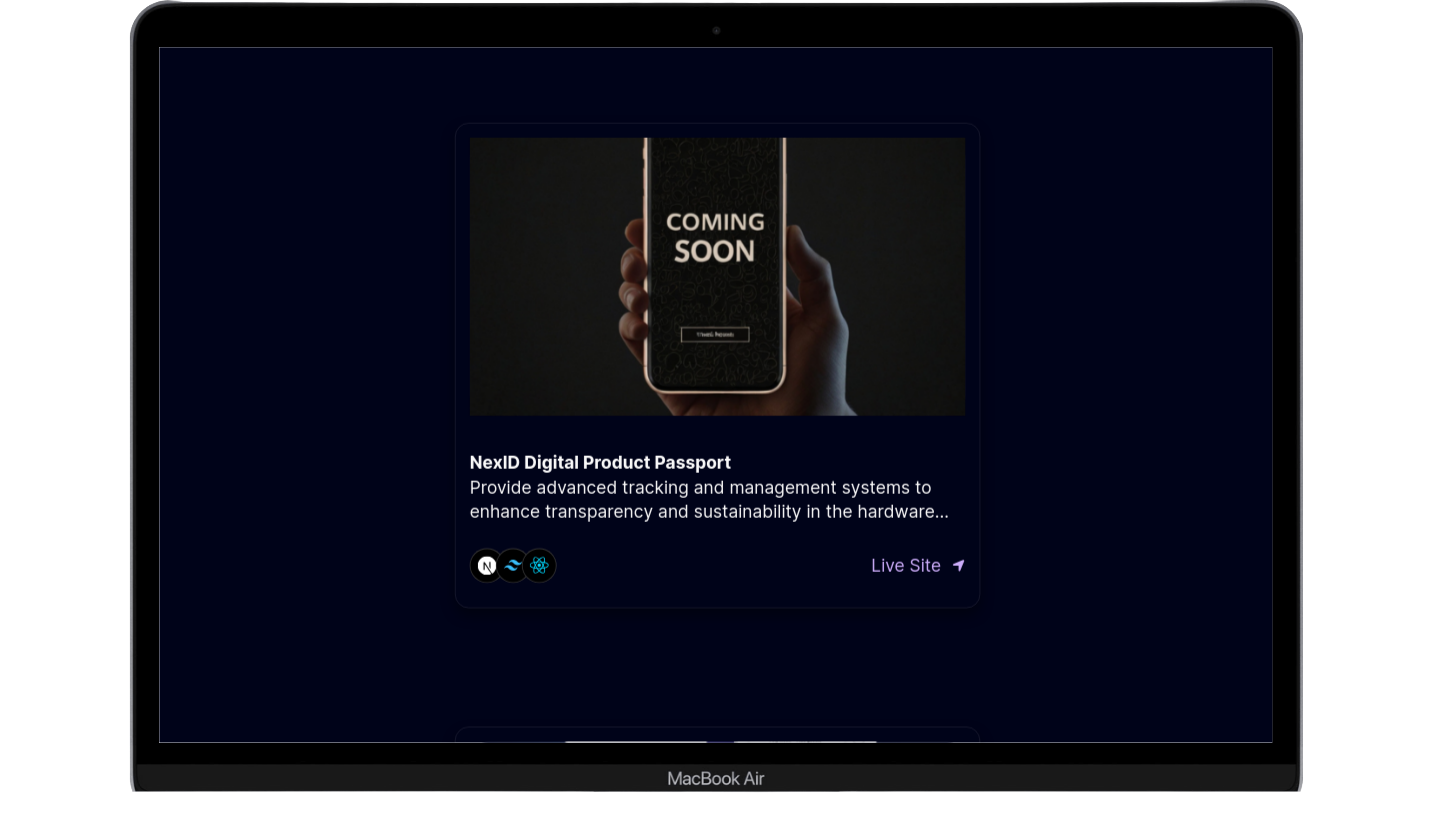 COMING
SOON
NexID Digital Product Passport
Provide advanced tracking and management systems to
enhance transparency and sustainability in the hardware...
N
Live Site
MacBook Air